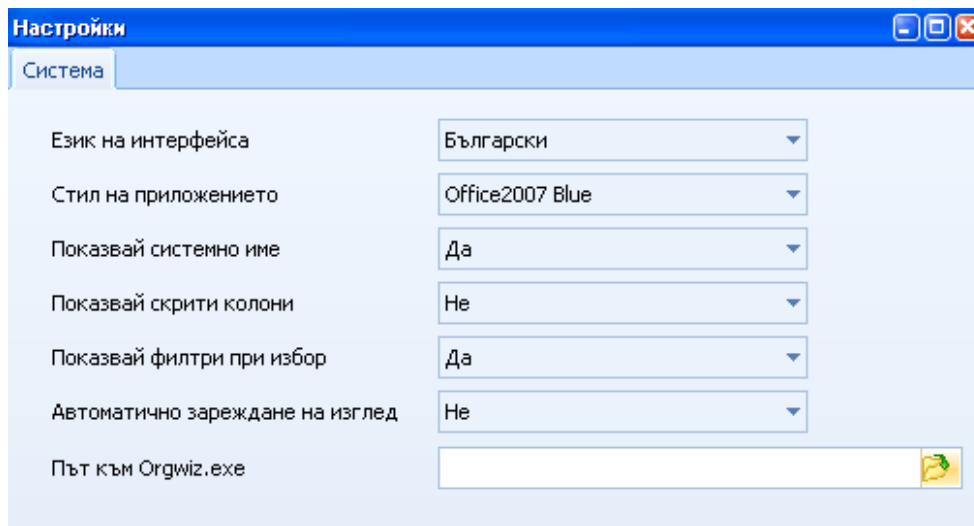 Настройки
Система
Език на интерфейса Български
Стил на приложението Office2007 Blue
Показвай системно име Да
Показвай скрити колони Не
Показвай филтри при избор Да
Автоматично зареждане на изглед Не
Път към Orgwiz.exe